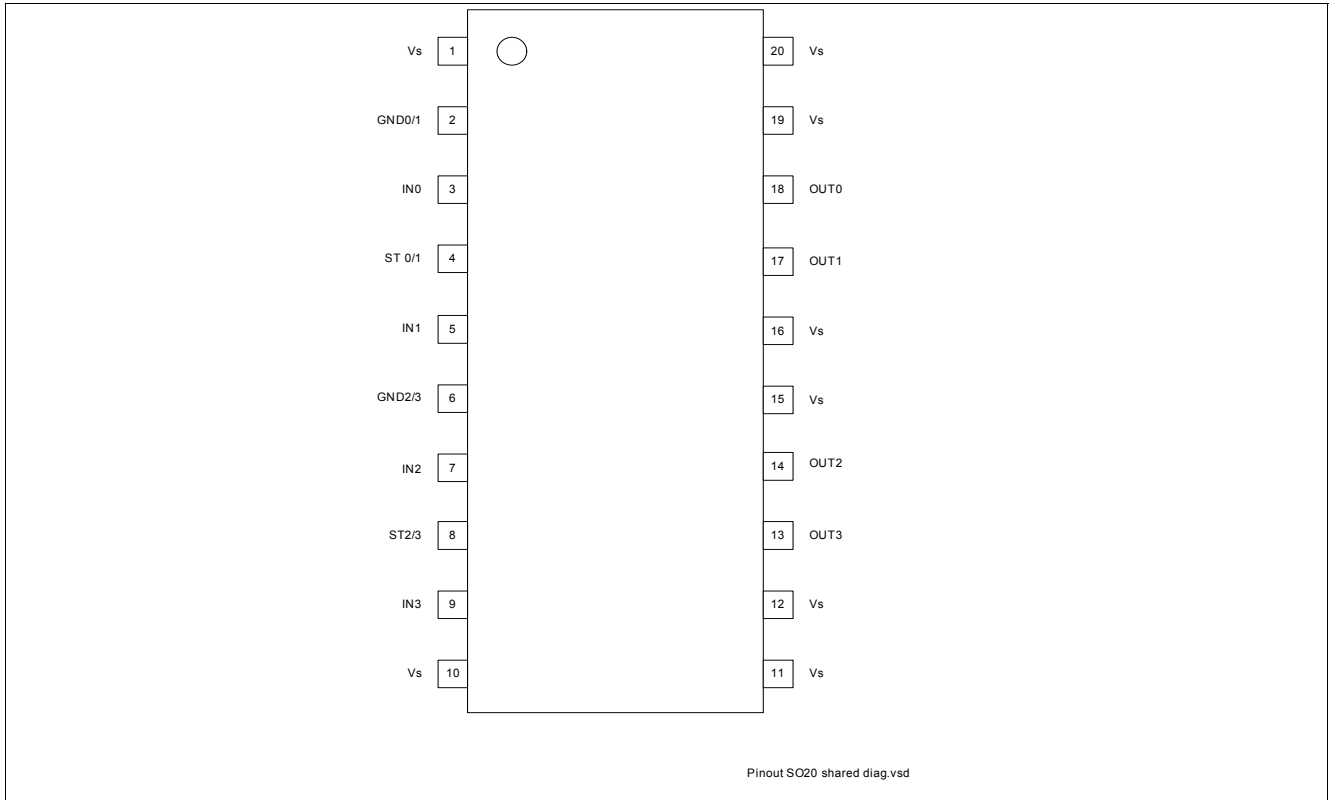 Vs 1 20 Vs
GND0/1 2 19 Vs
IN0 3 18 OUT0
ST 0/1 4 17 OUT1
IN1 5 16 Vs
GND2/3 6 15 Vs
IN2 7 14 OUT2
ST2/3 8 13 OUT3
IN3 9 12 Vs
Vs 10 11 Vs
Pinout SO20 shared diag.vsd